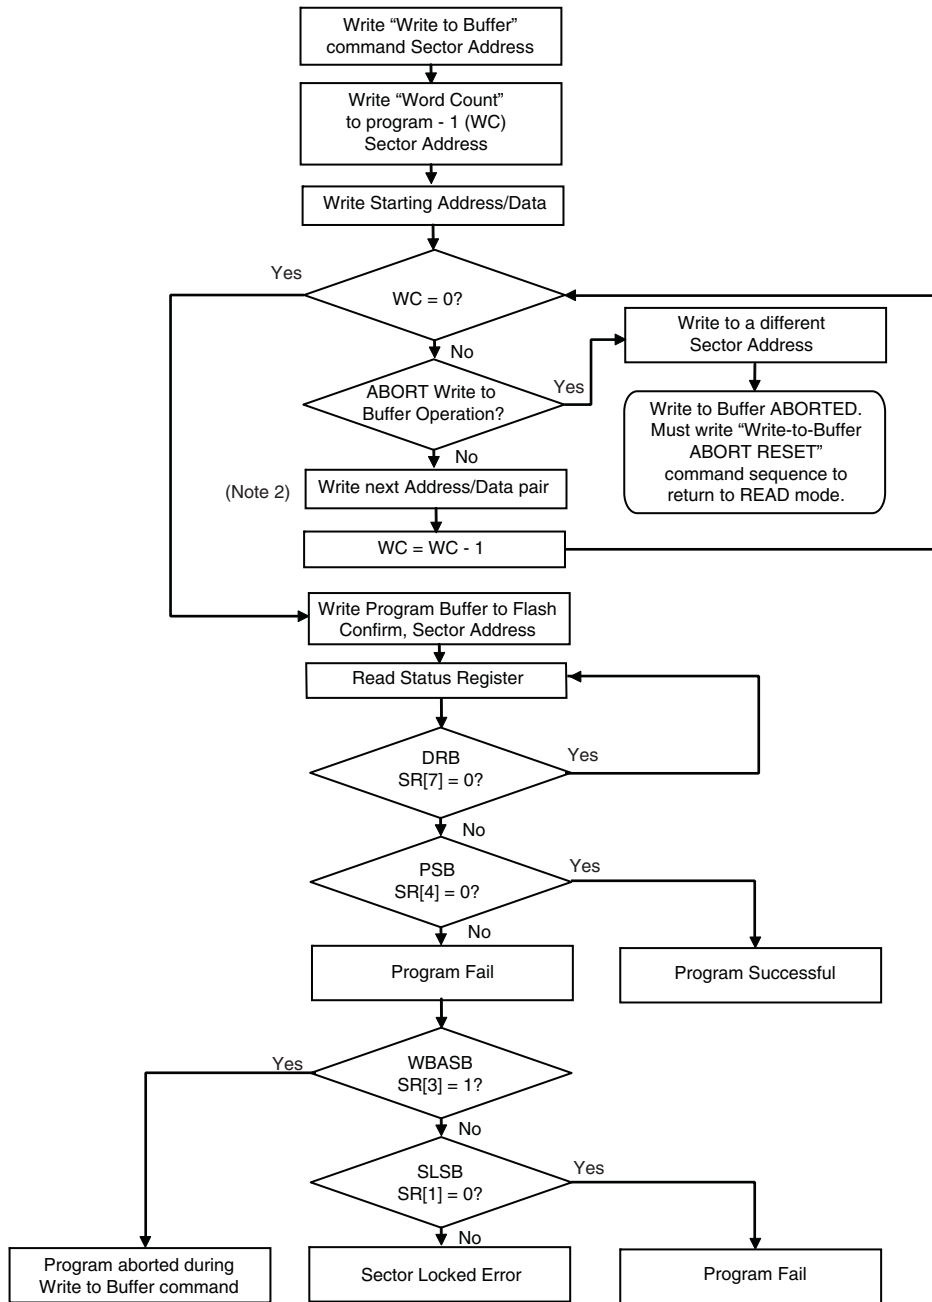 Write “Write to Buffer”
command Sector Address
Write “Word Count”
to program - 1 (WC)
Sector Address
Write Starting Address/Data
Yes
WC = 0?
No
Write to a different
Sector Address
ABORT Write to
Buffer Operation?
Yes
Write to Buffer ABORTED.
Must write “Write-to-Buffer
ABORT RESET”
command sequence to
return to READ mode.
No
(Note 2)
Write next Address/Data pair
WC = WC - 1
Write Program Buffer to Flash
Confirm, Sector Address
Read Status Register
DRB
SR[7] = 0?
Yes
No
PSB
SR[4] = 0?
Yes
No
Program Fail
Program Successful
Yes
WBASB
SR[3] = 1?
No
SLSB
SR[1] = 0?
Yes
No
Program aborted during
Write to Buffer command
Sector Locked Error
Program Fail